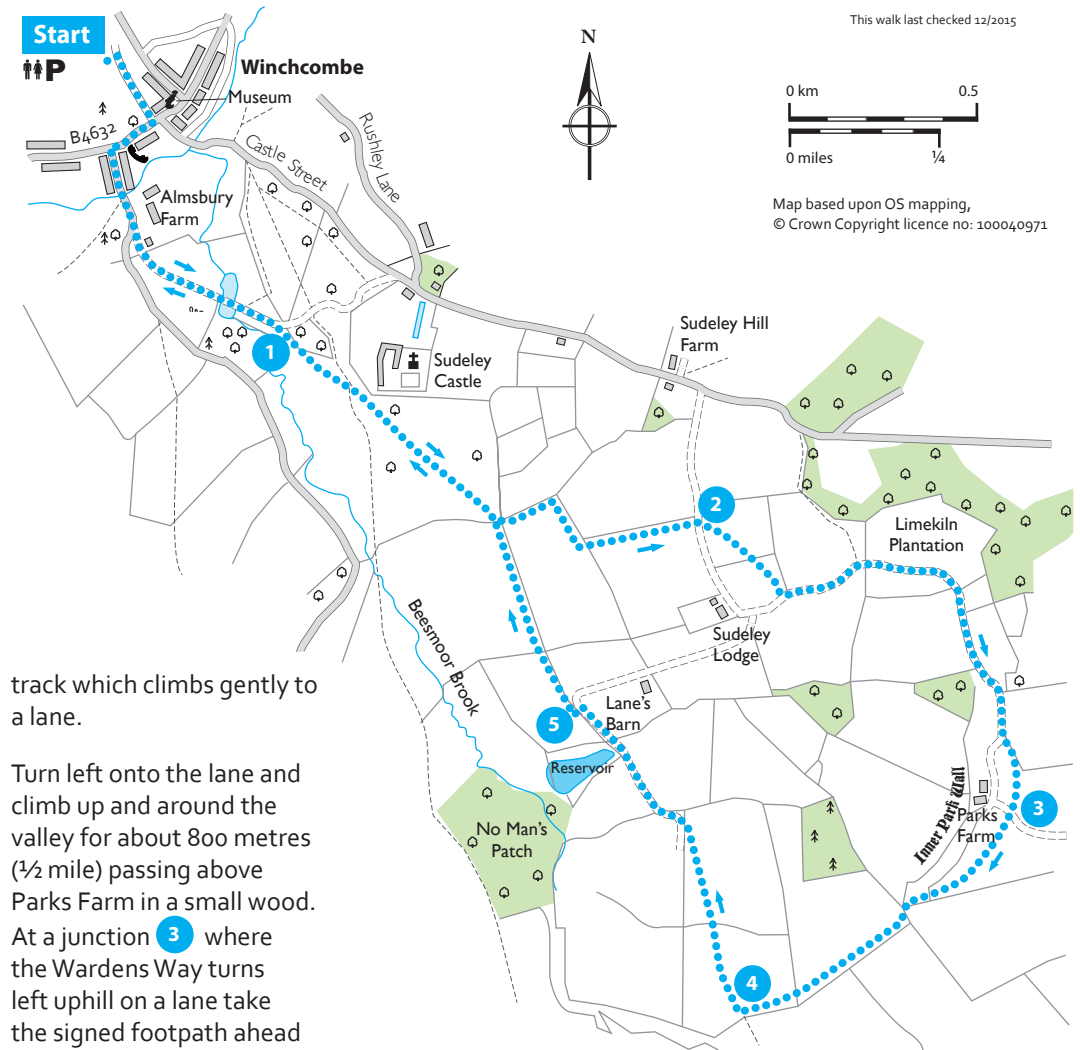 This walk last checked 12/2015
Start
P
Winchcombe
Museum
B4632
Almsbury
Farm
Castle Street
Rushley Lane
N
0 km 0.5
0 miles ¼
Map based upon OS mapping,
© Crown Copyright licence no: 100040971
1
Sudeley
Castle
Sudeley Hill
Farm
2
Limekiln
Plantation
Sudeley
Lodge
Beesmoor Brook
Lane's
Barn
5
Reservoir
No Man's
Patch
Inner Park Wall
Parks
Farm
3
4
track which climbs gently to
a lane.
Turn left onto the lane and
climb up and around the
valley for about 800 metres
(½ mile) passing above
Parks Farm in a small wood.
At a junction 3 where
the Wardens Way turns
left uphill on a lane take
the signed footpath ahead